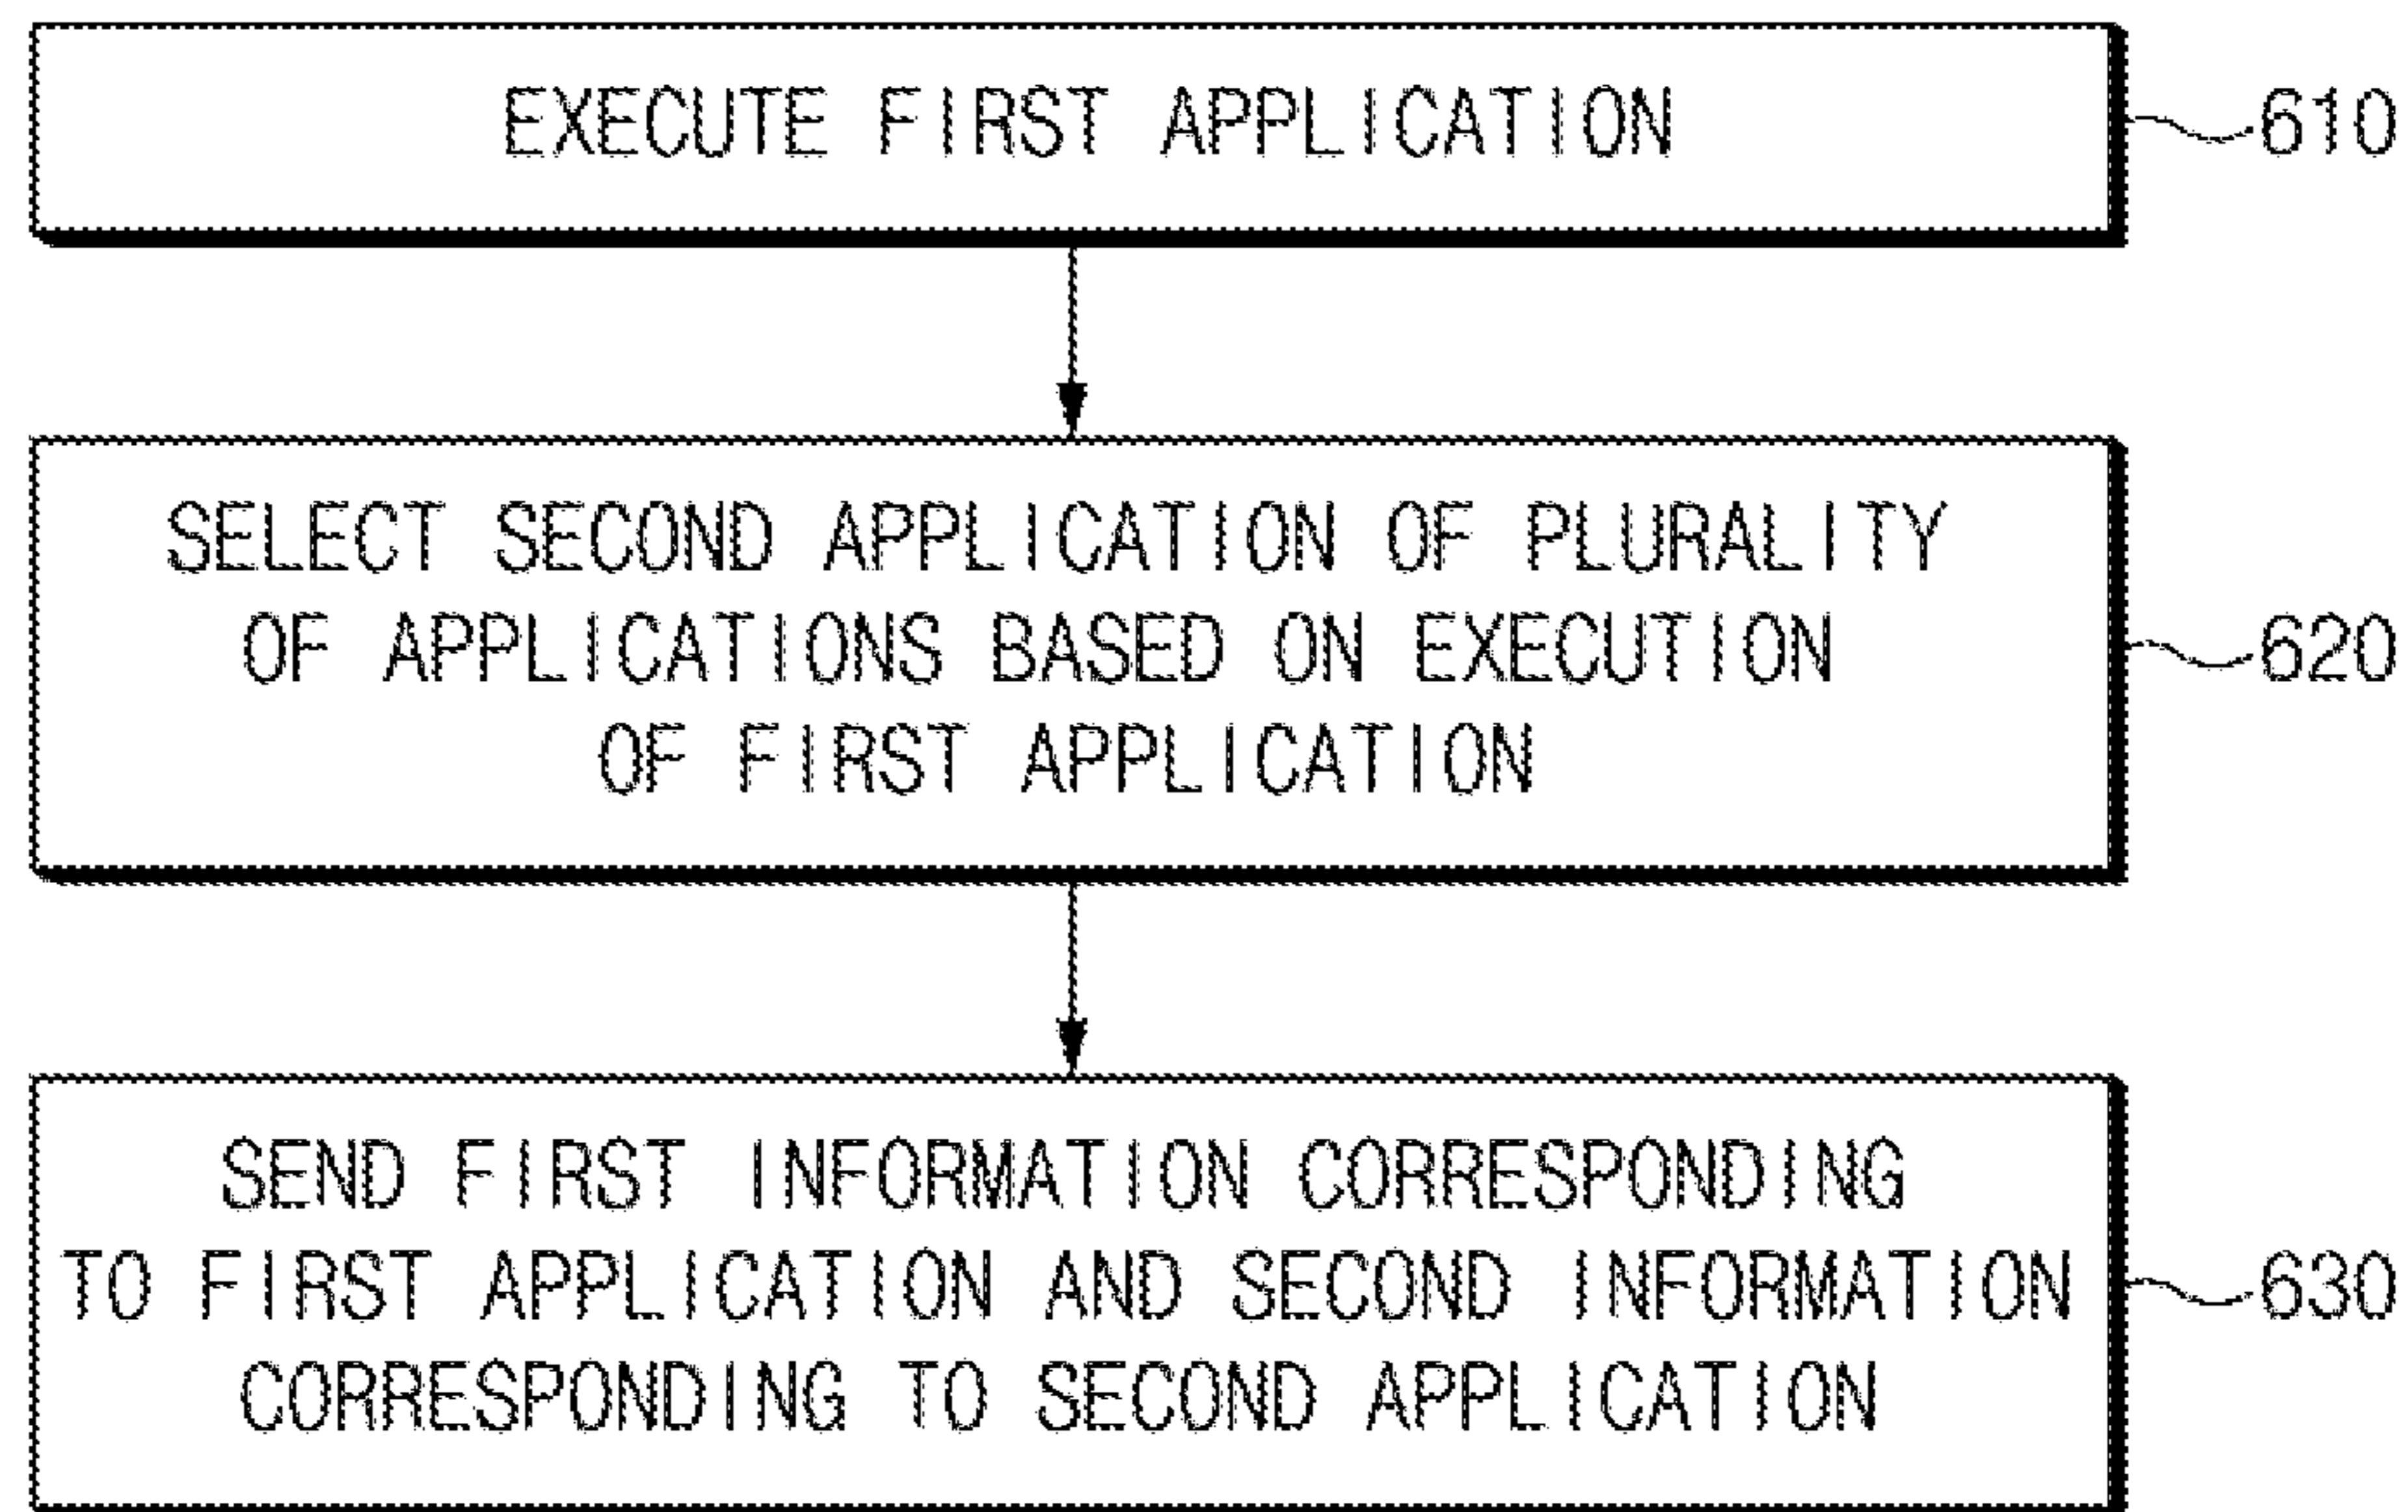 EXECUTE FIRST APPLICATION
610
SELECT SECOND APPLICATION OF PLURALITY
OF APPLICATIONS BASED ON EXECUTION
OF FIRST APPLICATION
620
SEND FIRST INFORMATION CORRESPONDING
TO FIRST APPLICATION AND SECOND INFORMATION
CORRESPONDING TO SECOND APPLICATION
630